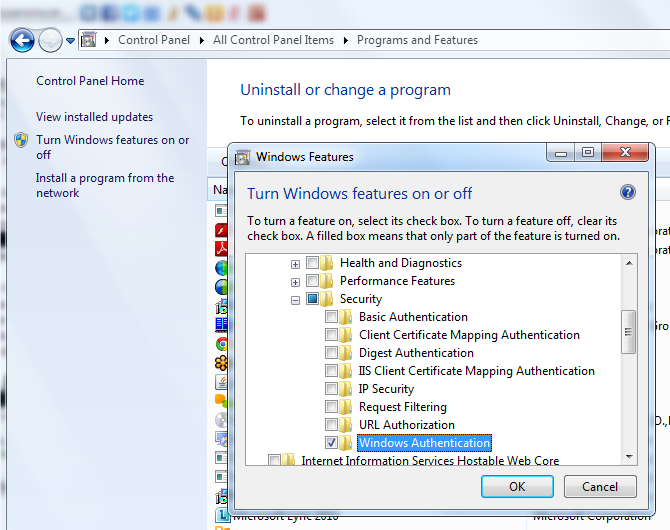 Control Panel All Control Panel Items Programs and Features
Control Panel Home
View installed updates
Turn Windows features on or
off
Install a program from the
network
Uninstall or change a program
To uninstall a program, select it from the list and then click Uninstall, Change, or R
Na
Windows Features
Turn Windows features on or off
To turn a feature on, select its check box. To turn a feature off, clear its
check box. A filled box means that only part of the feature is turned on.
Health and Diagnostics
Performance Features
Security
Basic Authentication
Client Certificate Mapping Authentication
Digest Authentication
IIS Client Certificate Mapping Authentication
IP Security
Request Filtering
URL Authorization
Windows Authentication
Internet Information Services Hostable Web Core
OK Cancel
Microsoft Lync 2010 Microsoft Corporation